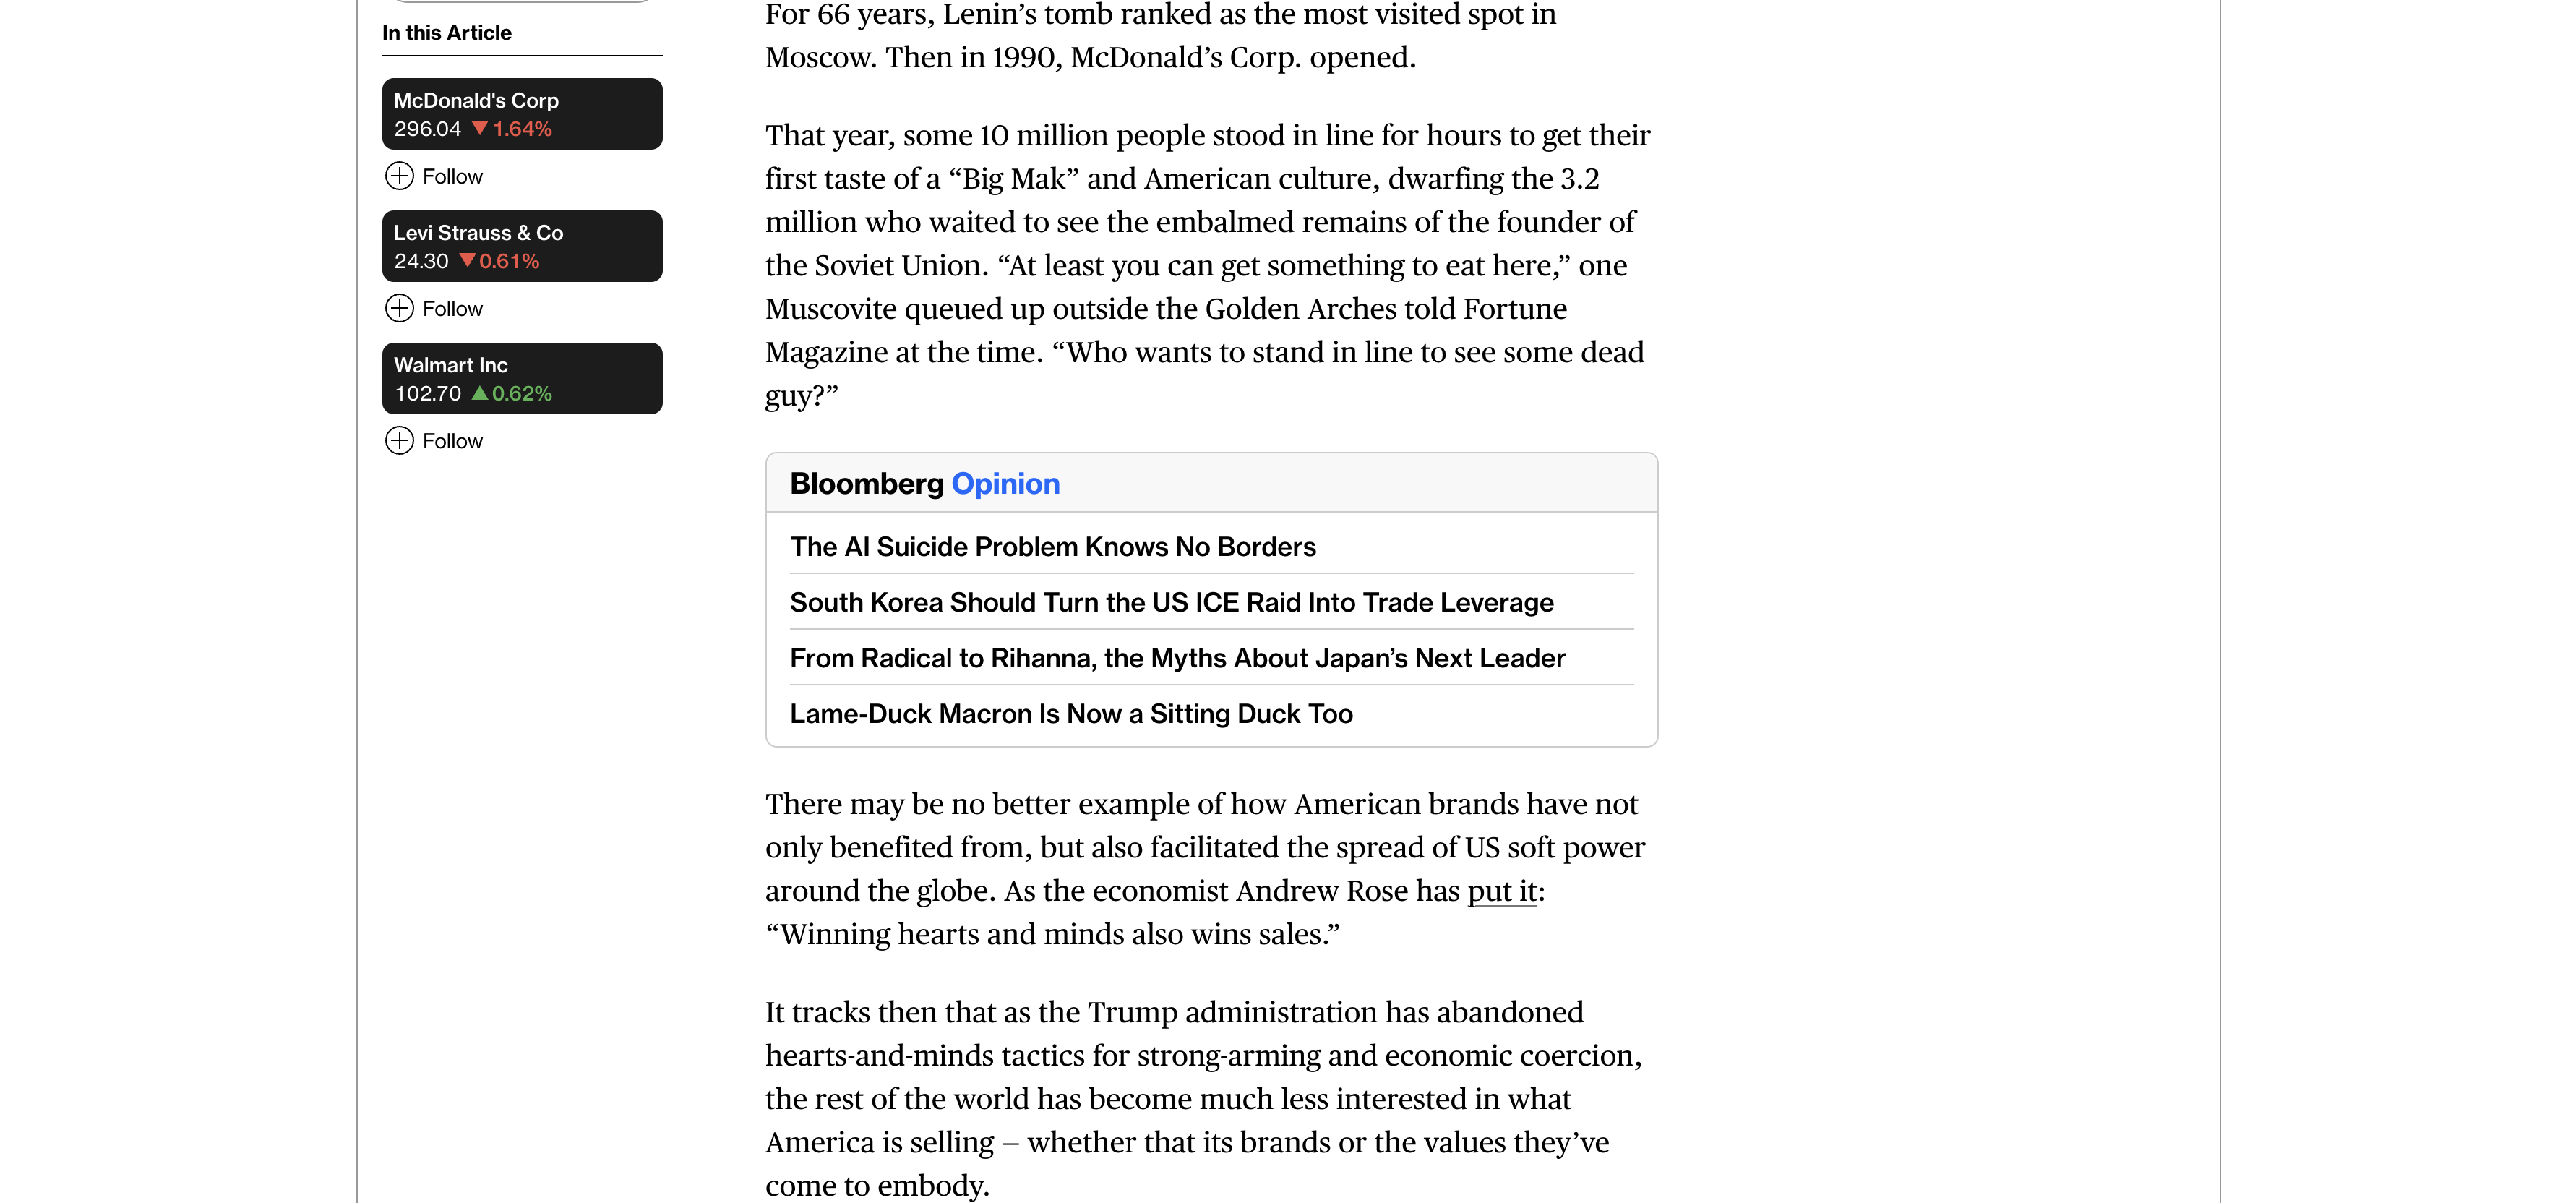 In this Article
McDonald's Corp
296.04 ▼ 1.64%
Follow
Levi Strauss & Co
24.30 ▼ 0.61%
Follow
Walmart Inc
102.70 ▲ 0.62%
Follow
For 66 years, Lenin’s tomb ranked as the most visited spot in
Moscow. Then in 1990, McDonald’s Corp. opened.
That year, some 10 million people stood in line for hours to get their
first taste of a “Big Mak” and American culture, dwarfing the 3.2
million who waited to see the embalmed remains of the founder of
the Soviet Union. “At least you can get something to eat here,” one
Muscovite queued up outside the Golden Arches told Fortune
Magazine at the time. “Who wants to stand in line to see some dead
guy?”
Bloomberg Opinion
The AI Suicide Problem Knows No Borders
South Korea Should Turn the US ICE Raid Into Trade Leverage
From Radical to Rihanna, the Myths About Japan’s Next Leader
Lame-Duck Macron Is Now a Sitting Duck Too
There may be no better example of how American brands have not
only benefited from, but also facilitated the spread of US soft power
around the globe. As the economist Andrew Rose has put it:
“Winning hearts and minds also wins sales.”
It tracks then that as the Trump administration has abandoned
hearts-and-minds tactics for strong-arming and economic coercion,
the rest of the world has become much less interested in what
America is selling — whether that its brands or the values they’ve
come to embody.